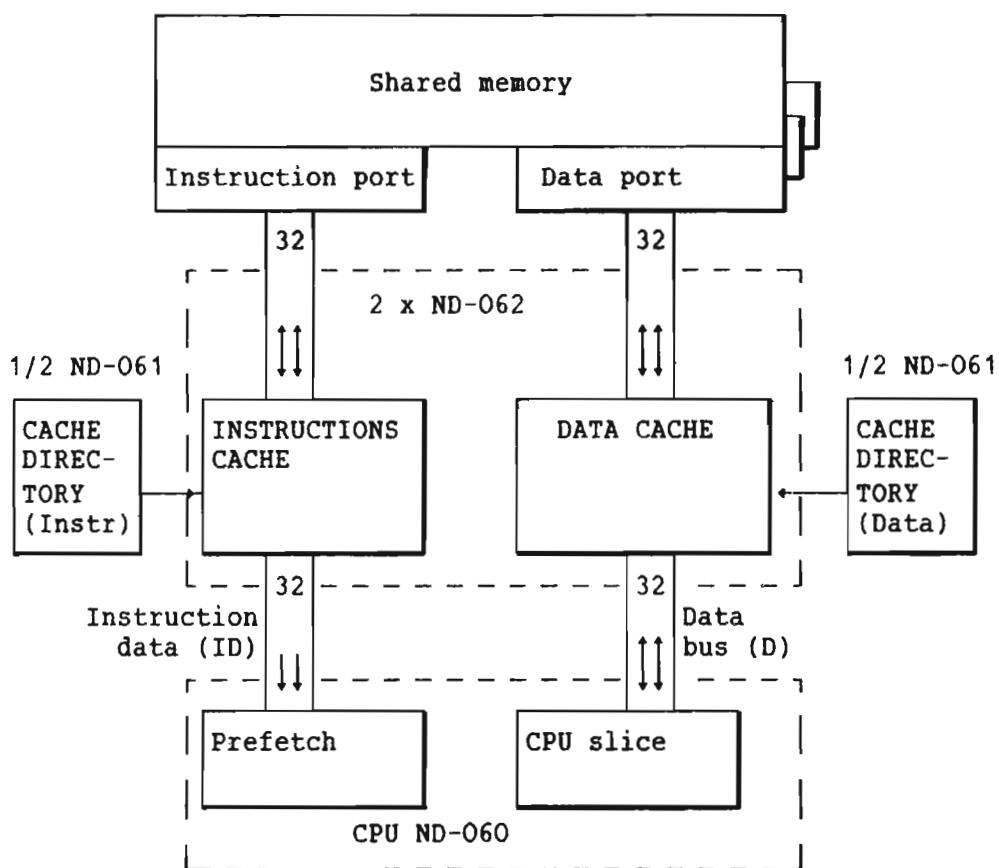 Shared memory
Instruction port
Data port
32
32
2 x ND-062
1/2 ND-061
1/2 ND-061
CACHE
DIREC-
TORY
(Instr)
INSTRUCTIONS
CACHE
DATA CACHE
CACHE
DIREC-
TORY
(Data)
32
32
Instruction
data (ID)
Data
bus (D)
Prefetch
CPU slice
CPU ND-060